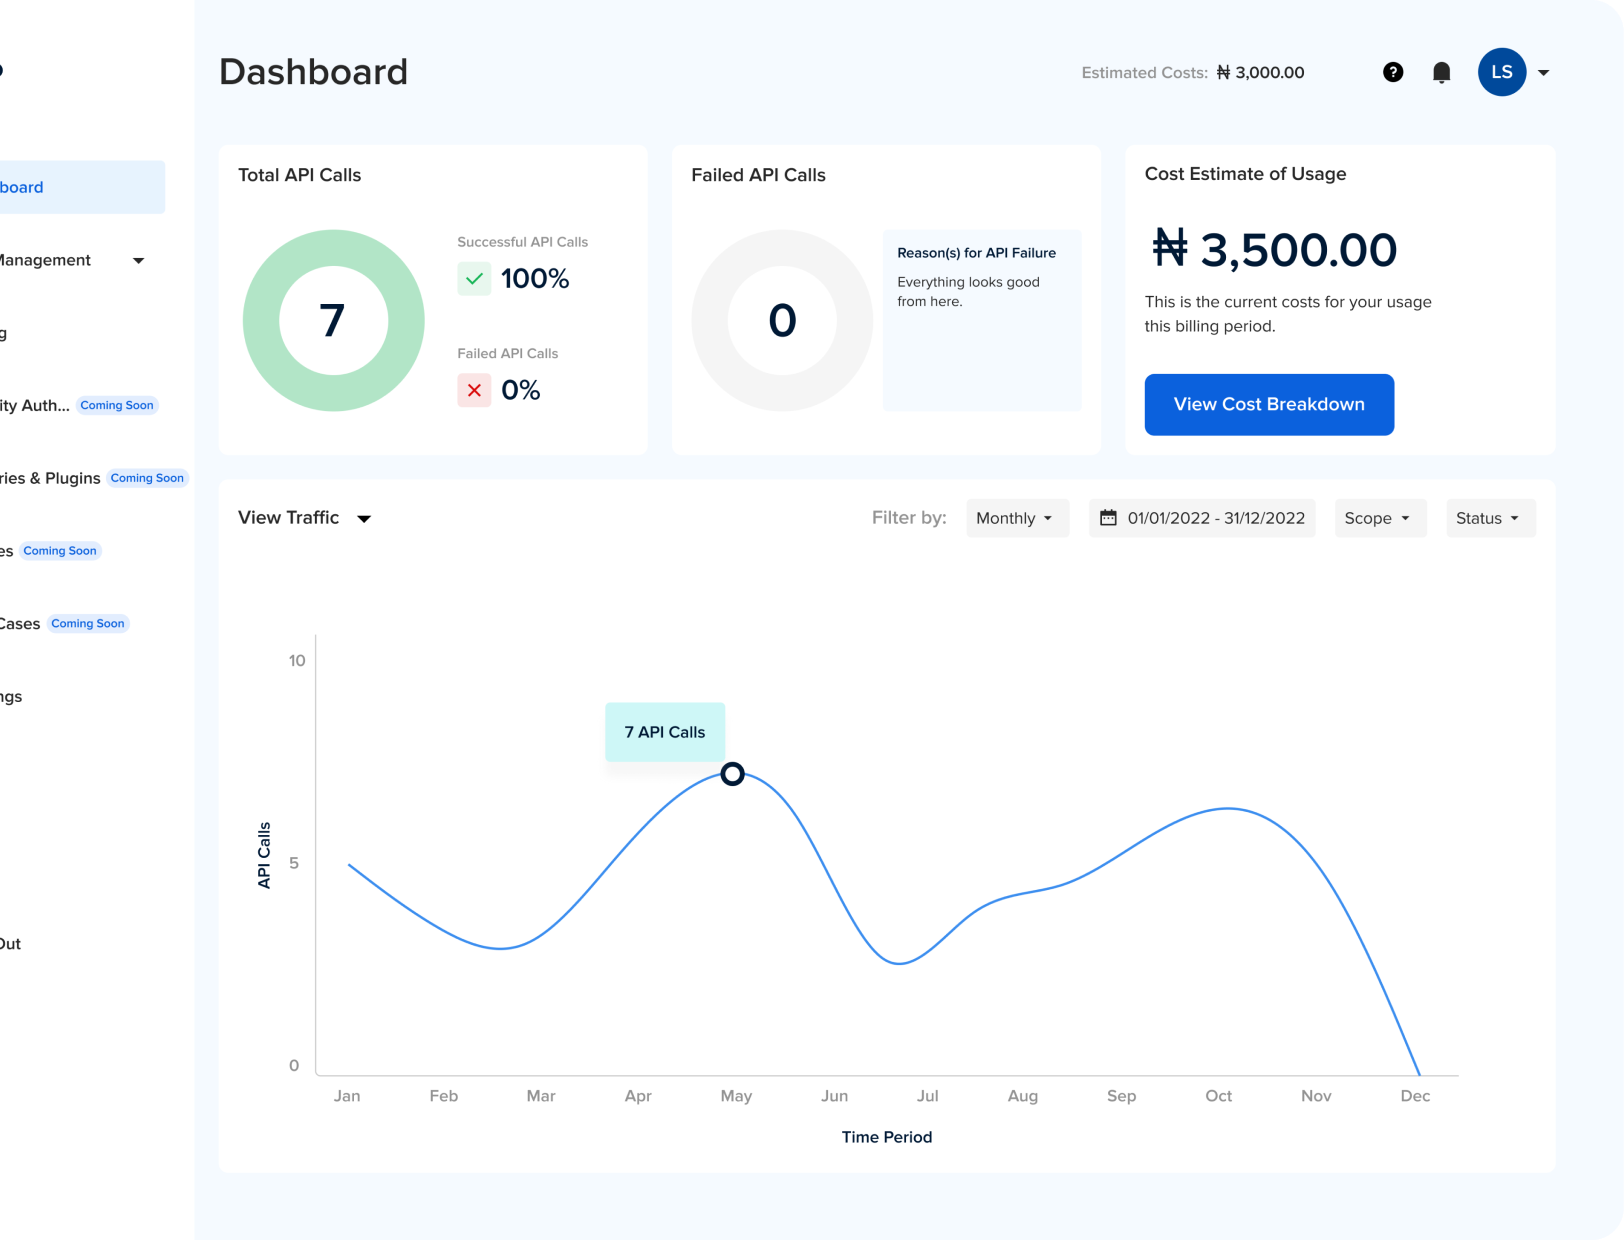 Dashboard
Estimated Costs: ₦ 3,000.00
?
LS
board
Management
g
ity Auth... Coming Soon
ries & Plugins Coming Soon
es Coming Soon
Cases Coming Soon
ngs
Out
Total API Calls
7
Successful API Calls
100%
Failed API Calls
0%
Failed API Calls
0
Reason(s) for API Failure
Everything looks good
from here.
Cost Estimate of Usage
₦ 3,500.00
This is the current costs for your usage
this billing period.
View Cost Breakdown
View Traffic
Filter by:
Monthly
01/01/2022 - 31/12/2022
Scope
Status
10
7 API Calls
API Calls
5
0
Jan Feb Mar Apr May Jun Jul Aug Sep Oct Nov Dec
Time Period